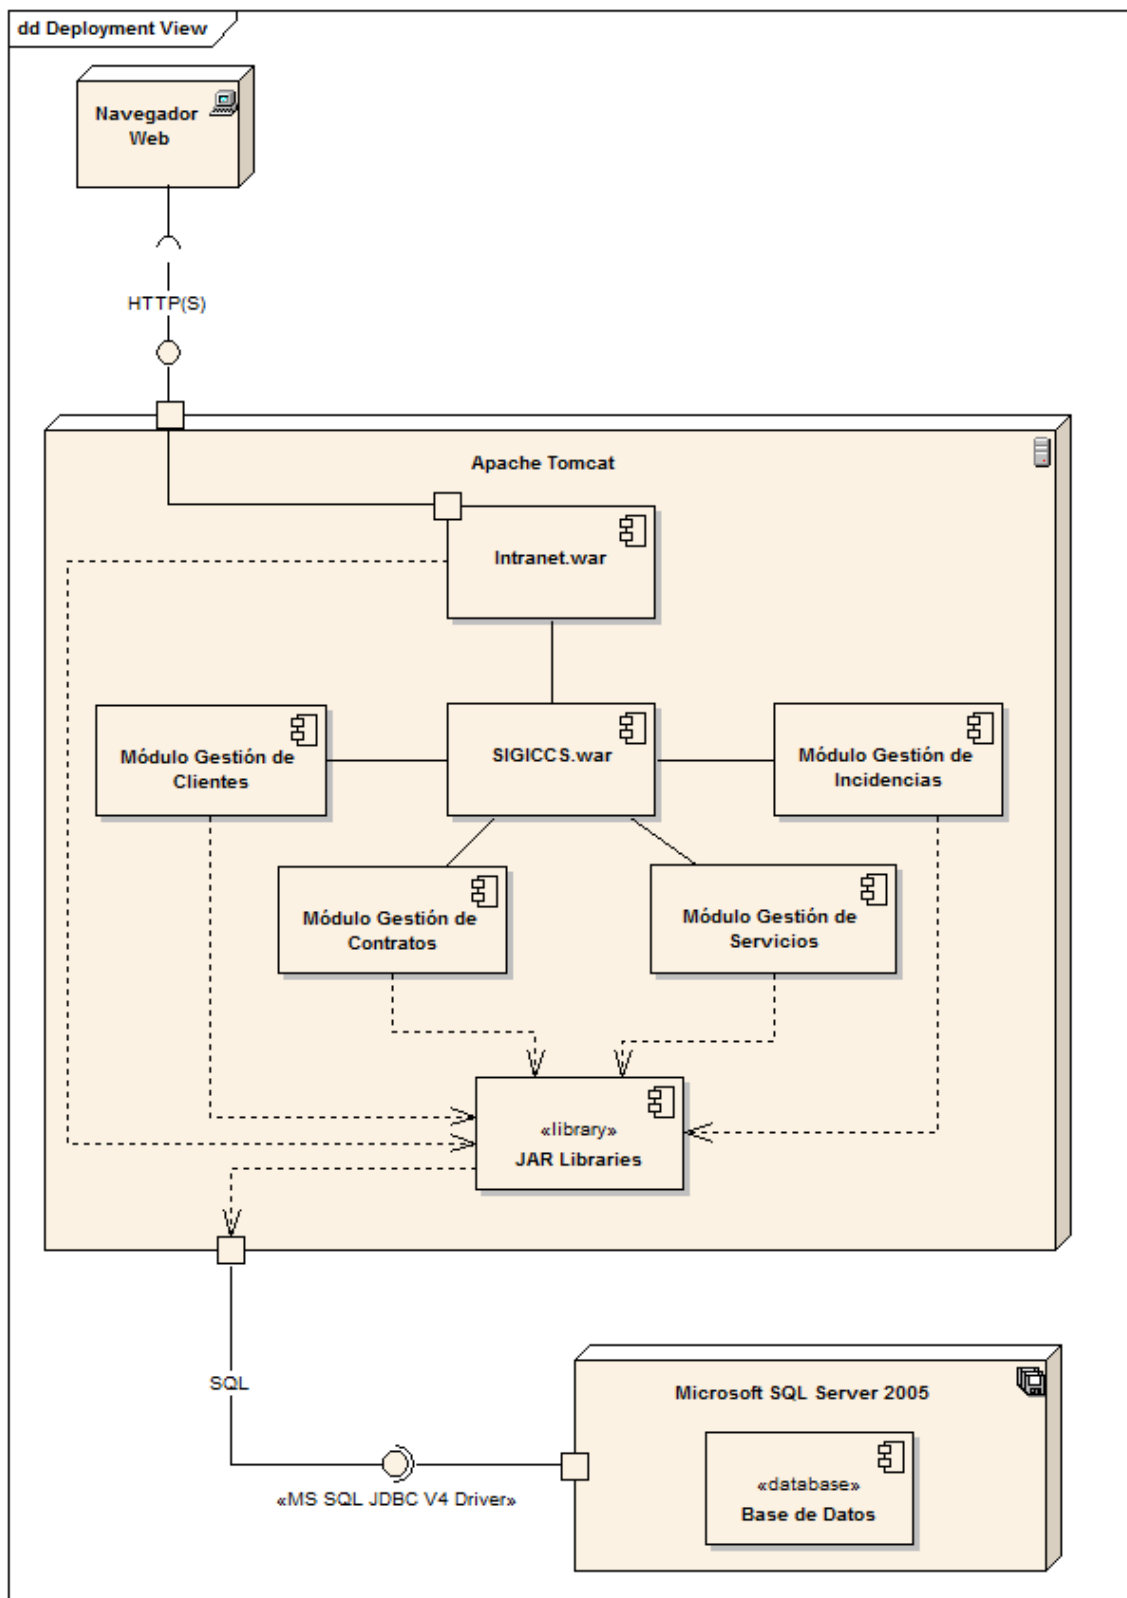 dd Deployment View
Navegador
Web
HTTP(S)
Apache Tomcat
Intranet.war
Módulo Gestión de
Clientes
SIGICCS.war
Módulo Gestión de
Incidencias
Módulo Gestión de
Contratos
Módulo Gestión de
Servicios
«library»
JAR Libraries
SQL
«MS SQL JDBC V4 Driver»
Microsoft SQL Server 2005
«database»
Base de Datos